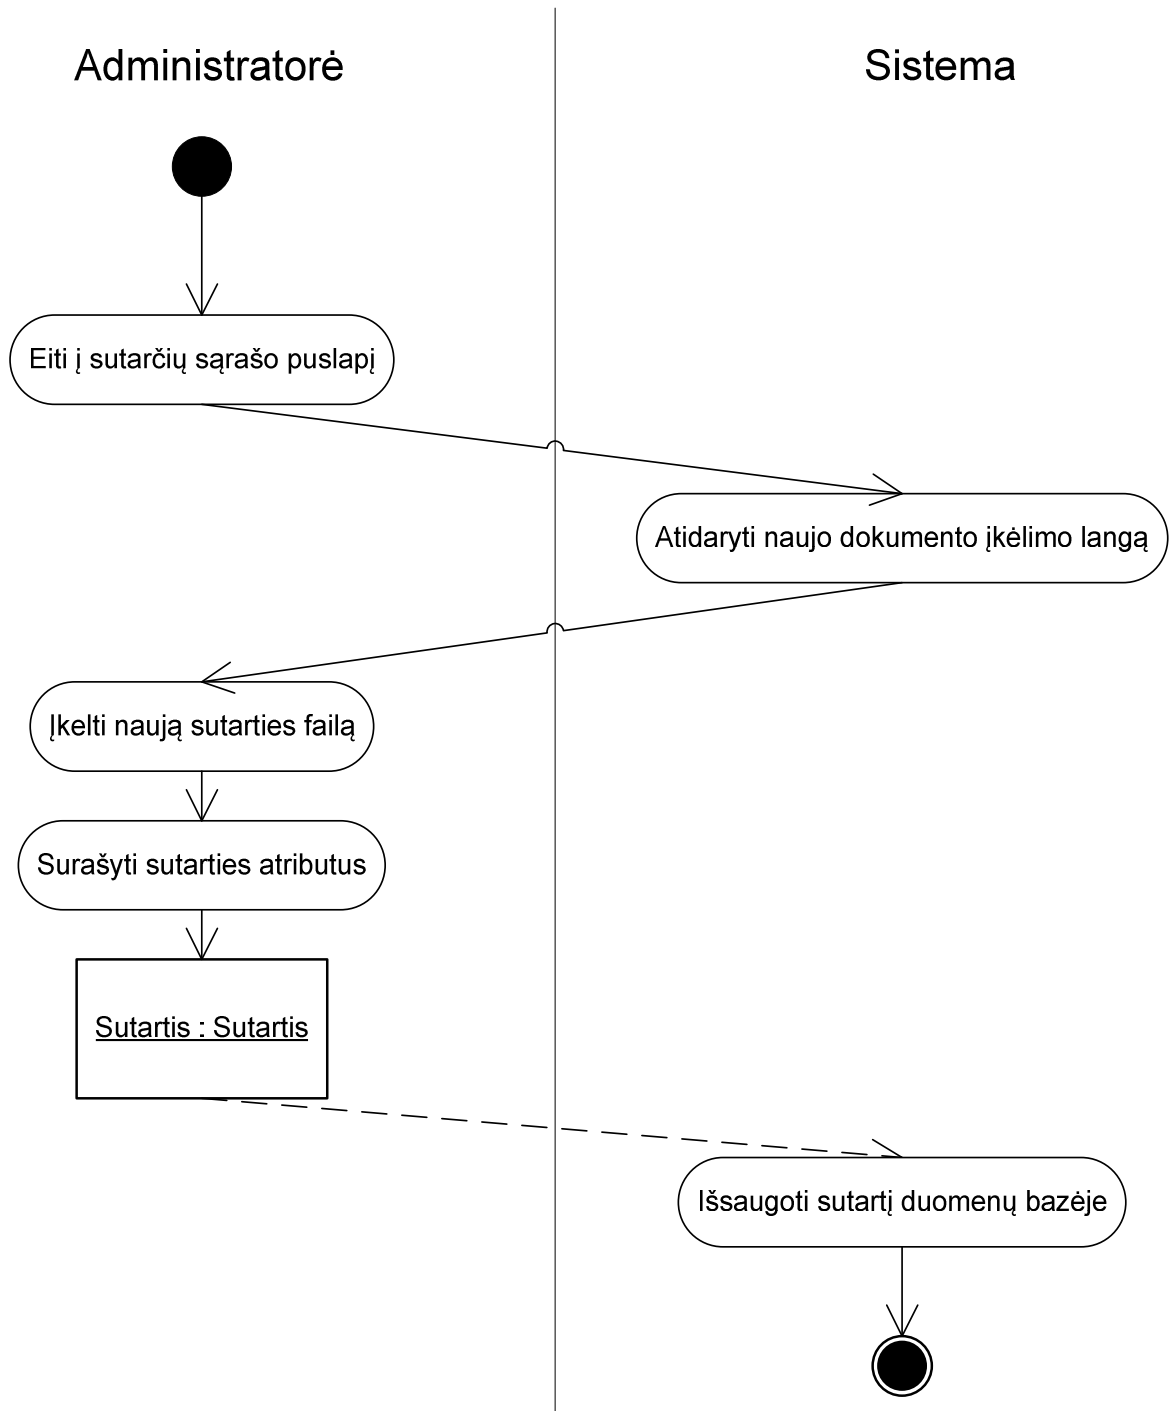 Administratorė
Sistema
Eiti į sutarčių sąrašo puslapį
Atidaryti naujo dokumento įkėlimo langą
Įkelti naują sutarties failą
Surašyti sutarties atributus
Sutartis : Sutartis
Išsaugoti sutartį duomenų bazėje